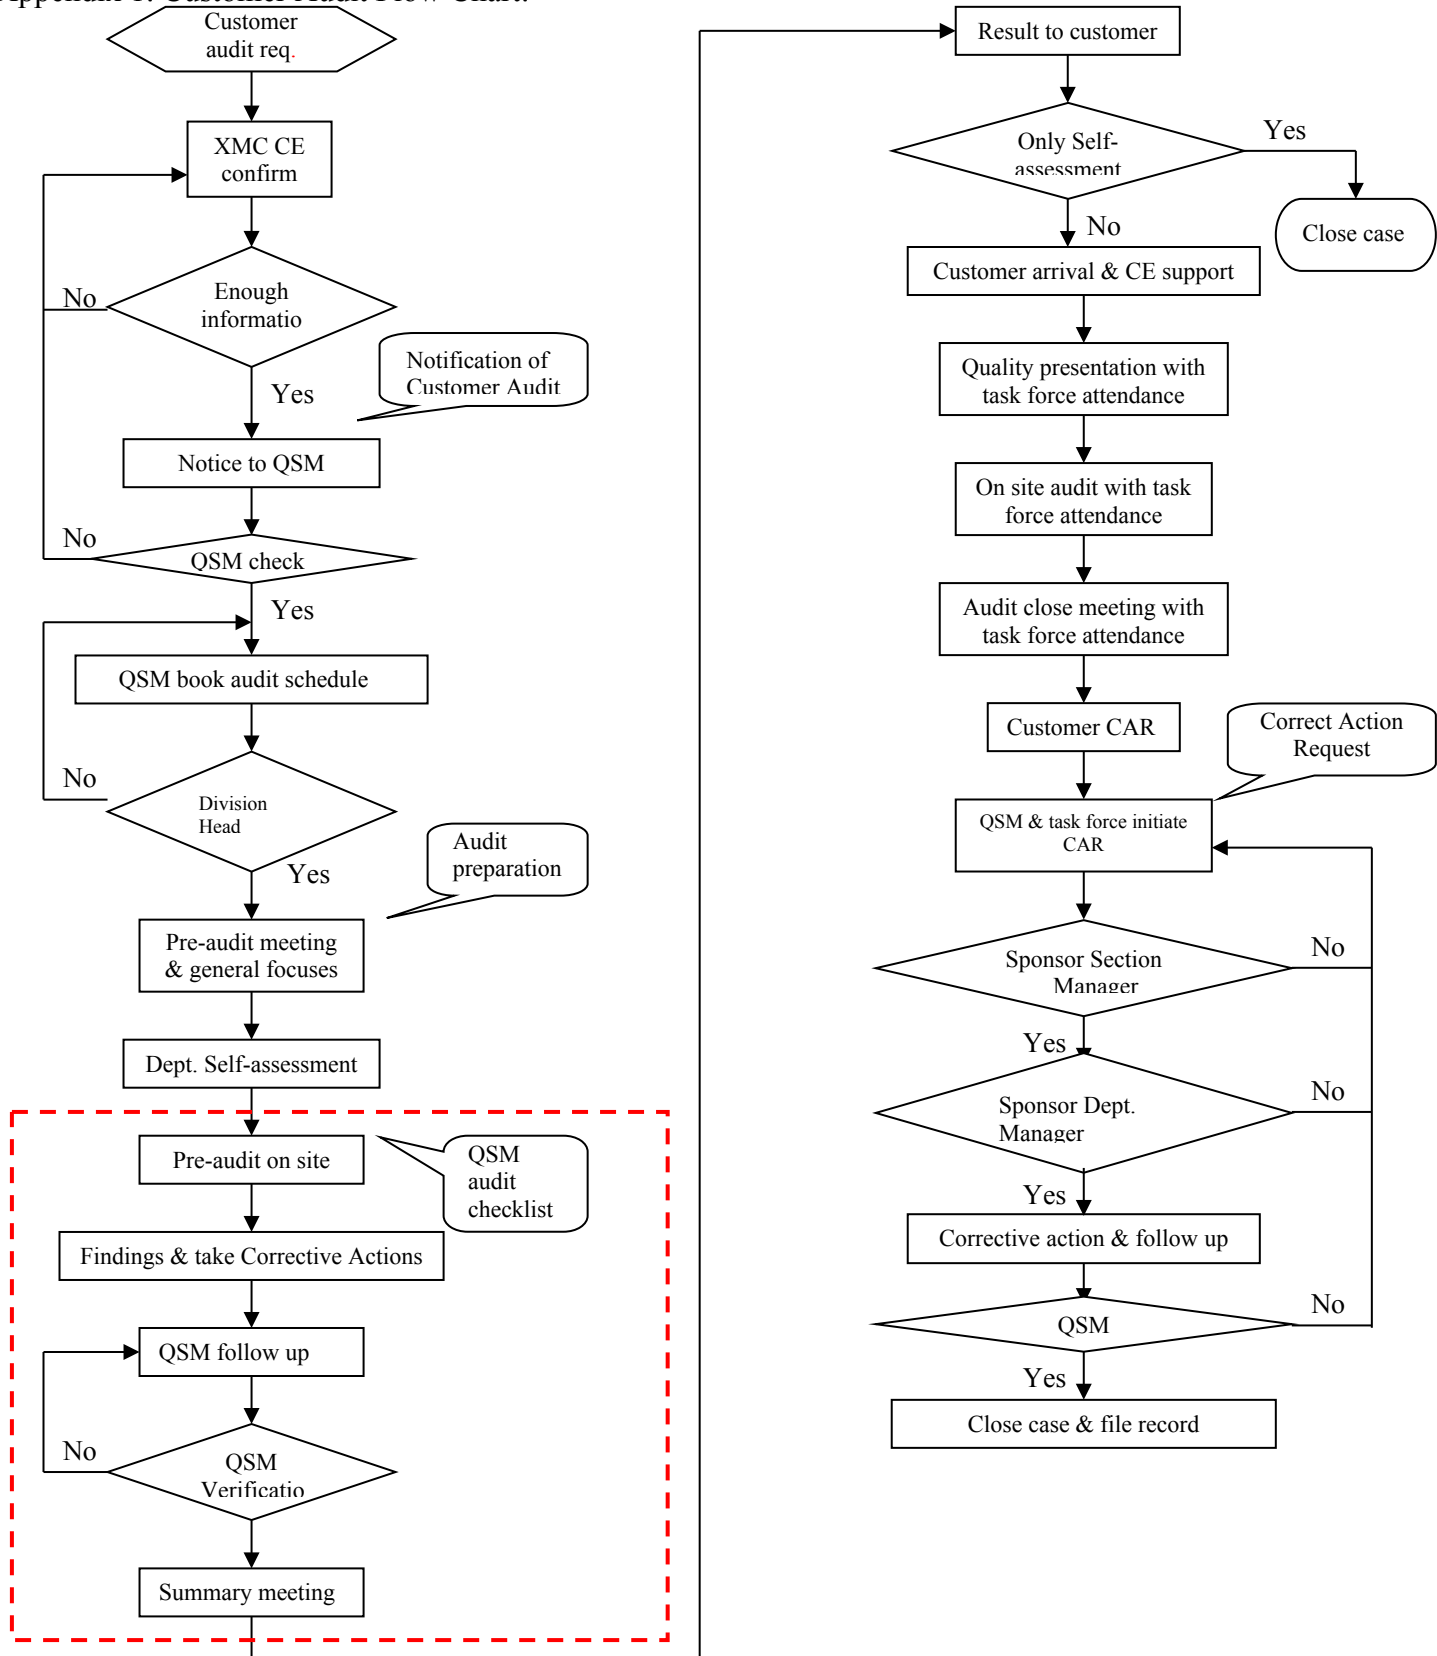 Appendix 1: Customer Audit Flow Chart:
Customer
audit req.
XMC CE
confirm
Enough
informatio
No
Yes
Notification of
Customer Audit
Notice to QSM
No
QSM check
Yes
QSM book audit schedule
No
Division
Head
Yes
Audit
preparation
Pre-audit meeting
& general focuses
Dept. Self-assessment
Pre-audit on site
QSM
audit
checklist
Findings & take Corrective Actions
QSM follow up
No
QSM
Verificatio
Summary meeting
Result to customer
Only Self-
assessment
Yes
Close case
No
Customer arrival & CE support
Quality presentation with
task force attendance
On site audit with task
force attendance
Audit close meeting with
task force attendance
Customer CAR
Correct Action
Request
QSM & task force initiate
CAR
Sponsor Section
Manager
No
Yes
Sponsor Dept.
Manager
No
Yes
Corrective action & follow up
QSM
No
Yes
Close case & file record